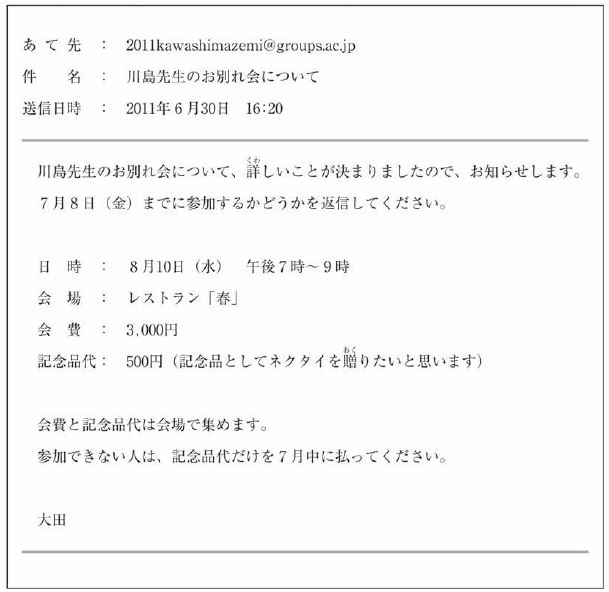 あ て 先 ： 2011kawashimazemi@groups.ac.jp
件　　名 ： 川島先生のお別れ会について
送信日時 ： 2011年６月30日　16:20
川島先生のお別れ会について、詳しいことが決まりましたので、お知らせします。
７月８日（金）までに参加するかどうかを返信してください。
日　時 ： ８月10日（水）　午後７時～９時
会　場 ： レストラン「春」
会　費 ： 3,000円
記念品代： 500円（記念品としてネクタイを贈りたいと思います）
会費と記念品代は会場で集めます。
参加できない人は、記念品代だけを７月中に払ってください。
大田